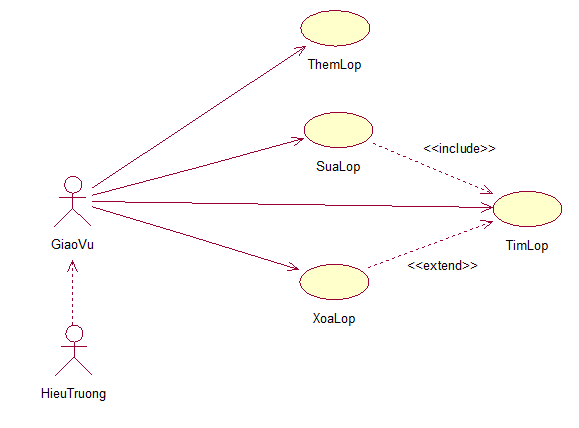 ThemLop
<<include>>
SuaLop
GiaoVu
TimLop
<<extend>>
XoaLop
HieuTruong